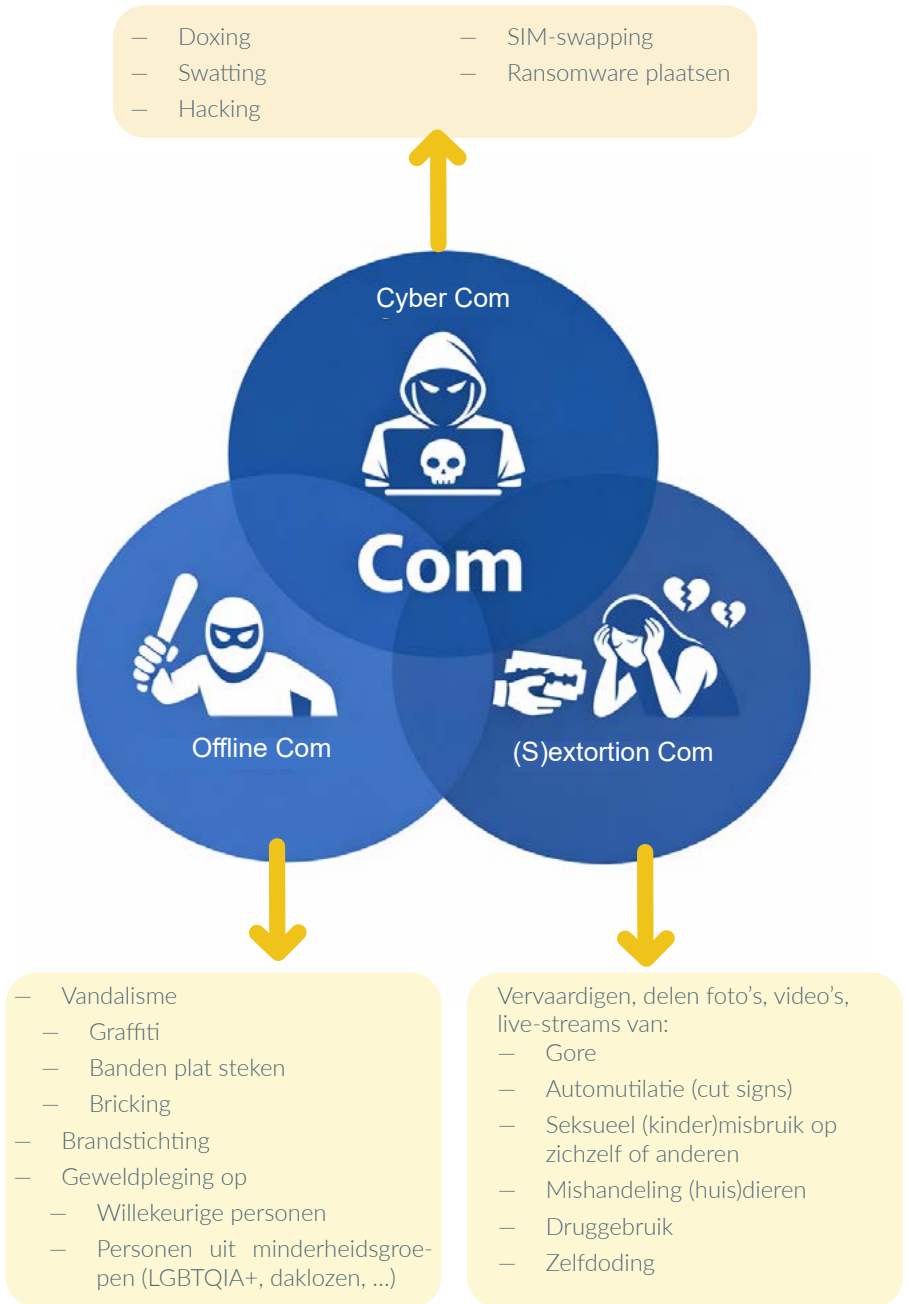 — Doxing
— Swatting
— Hacking
— SIM-swapping
— Ransomware plaatsen
Cyber Com
Com
Offline Com
(S)extortion Com
— Vandalisme
— Graffiti
— Banden plat steken
— Bricking
— Brandstichting
— Geweldpleging op
— Willekeurige personen
— Personen uit minderheidsgroe-
pen (LGBTQIA+, daklozen, ...)
Vervaardigen, delen foto's, video's,
live-streams van:
— Gore
— Automutilatie (cut signs)
— Seksueel (kinder)misbruik op
zichzelf of anderen
— Mishandeling (huis)dieren
— Druggebruik
— Zelfdoding